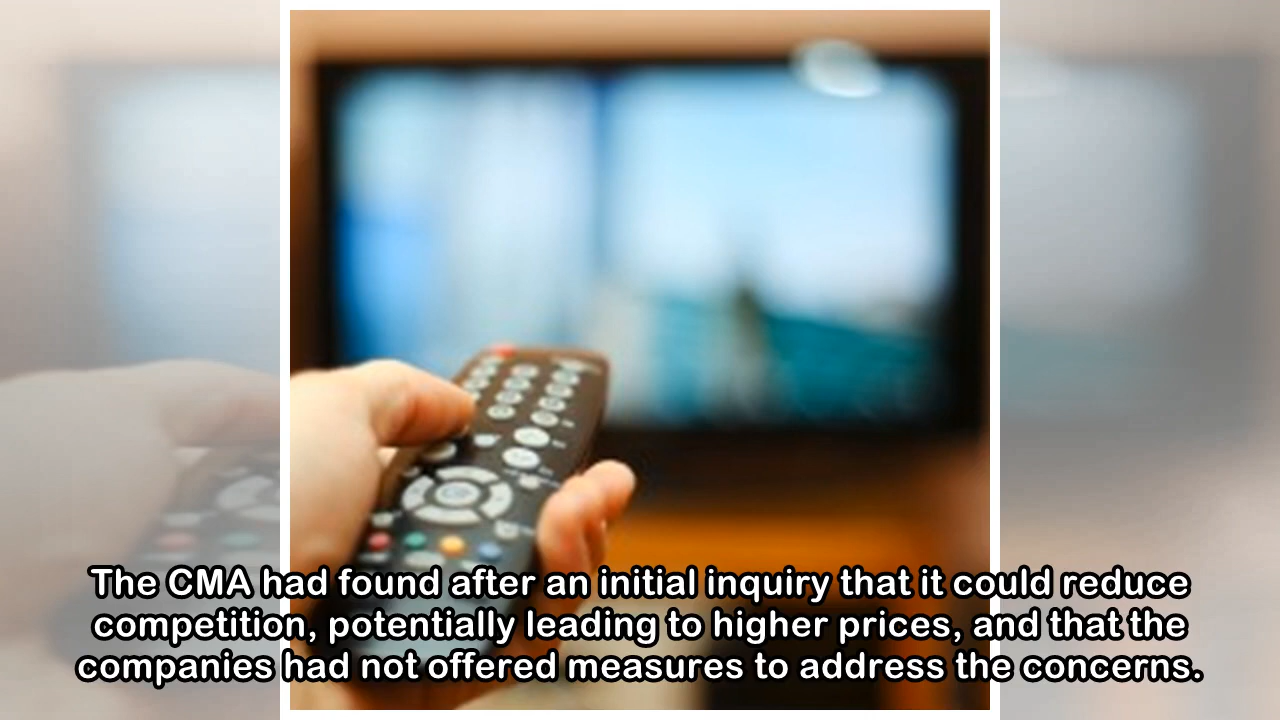 The CMA had found after an initial inquiry that it could reduce
competition, potentially leading to higher prices, and that the
companies had not offered measures to address the concerns.